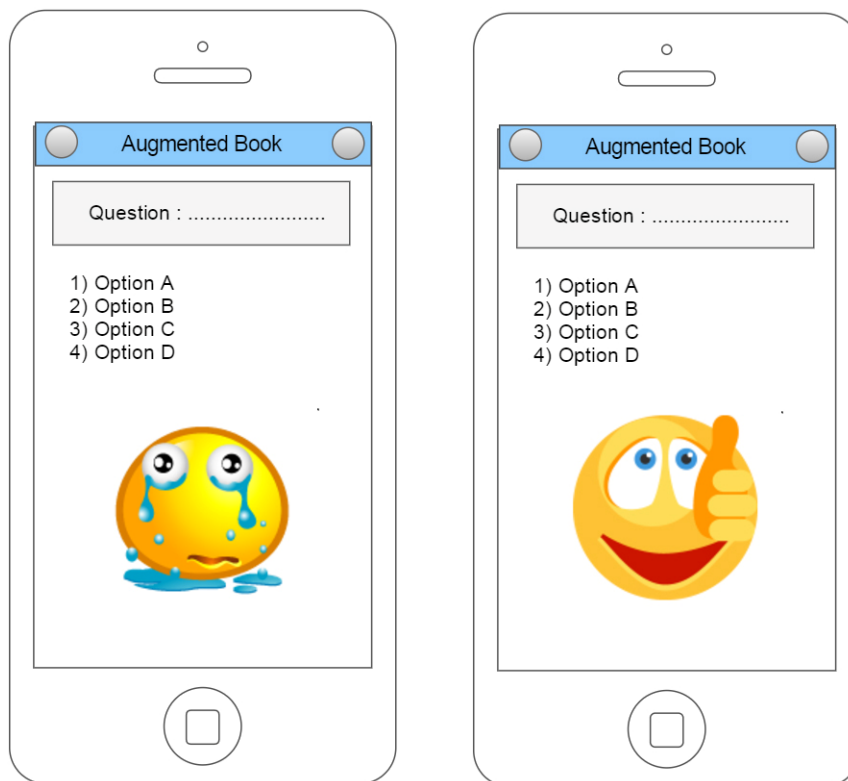 Augmented Book
Question : ........................
1) Option A
2) Option B
3) Option C
4) Option D
Augmented Book
Question : ........................
1) Option A
2) Option B
3) Option C
4) Option D